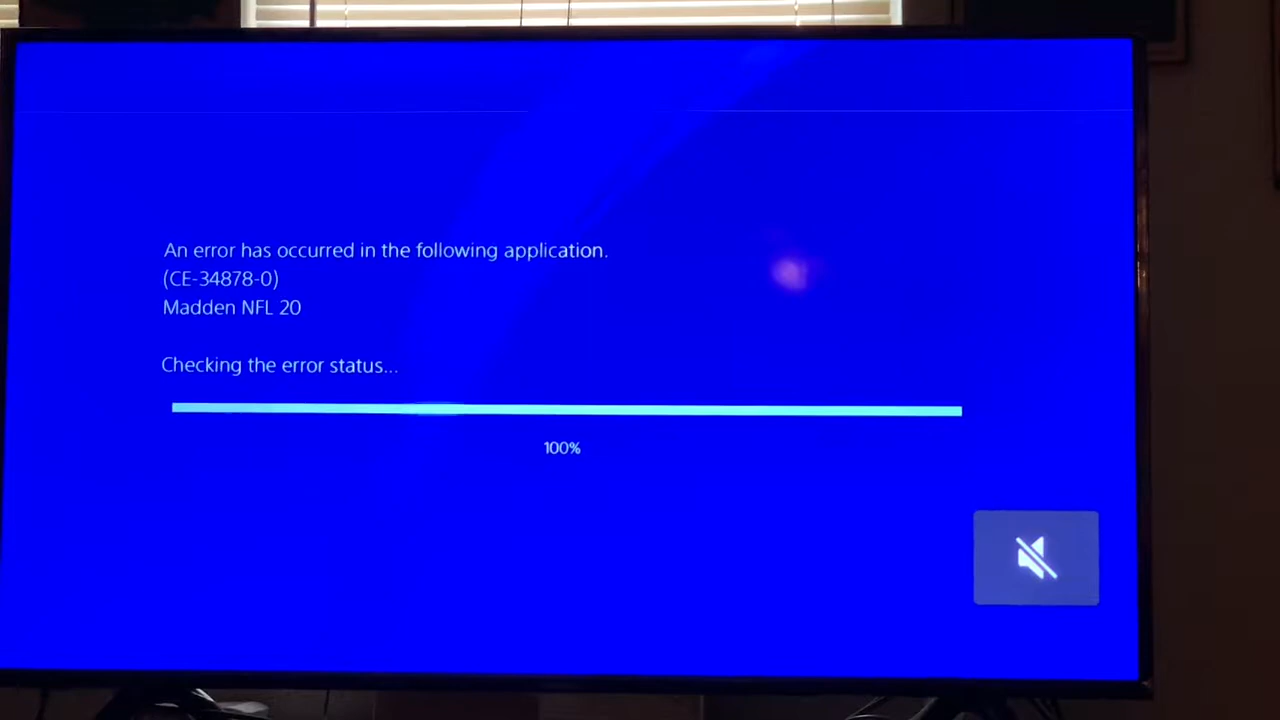 An error has occurred in the following application.
(CE-34878-0)
Madden NFL 20
Checking the error status...
100%